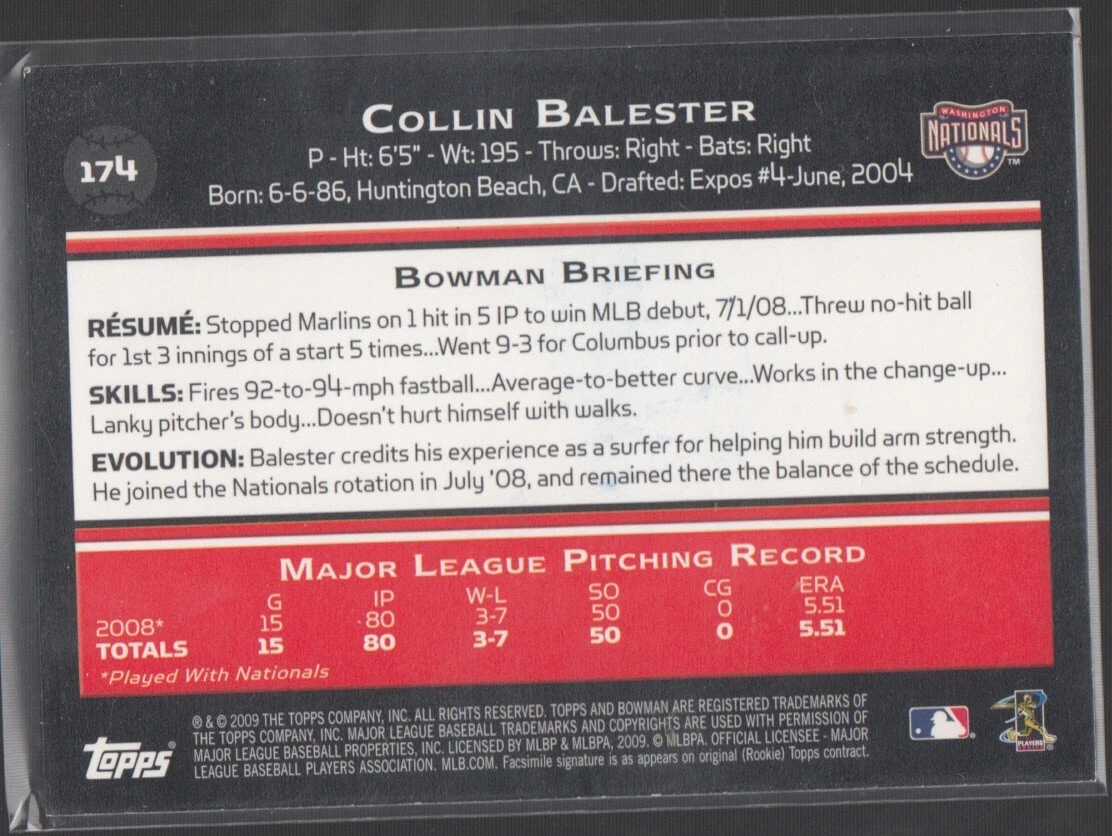 COLLIN BALESTER
P - Ht: 6'5" - Wt: 195 - Throws: Right - Bats: Right
Born: 6-6-86, Huntington Beach, CA - Drafted: Expos #4-June, 2004
174
WASHINGTON
NATIONALS
TM
BOWMAN BRIEFING
RÉSUMÉ: Stopped Marlins on 1 hit in 5 IP to win MLB debut, 7/1/08...Threw no-hit ball
for 1st 3 innings of a start 5 times...Went 9-3 for Columbus prior to call-up.
SKILLS: Fires 92-to-94-mph fastball...Average-to-better curve...Works in the change-up...
Lanky pitcher's body...Doesn't hurt himself with walks.
EVOLUTION: Balester credits his experience as a surfer for helping him build arm strength.
He joined the Nationals rotation in July '08, and remained there the balance of the schedule.
MAJOR LEAGUE PITCHING RECORD
G IP W-L SO CG ERA
2008* 15 80 3-7 50 0 5.51
TOTALS 15 80 3-7 50 0 5.51
*Played With Nationals
® & © 2009 THE TOPPS COMPANY, INC. ALL RIGHTS RESERVED. TOPPS AND BOWMAN ARE REGISTERED TRADEMARKS OF
THE TOPPS COMPANY, INC. MAJOR LEAGUE BASEBALL TRADEMARKS AND COPYRIGHTS ARE USED WITH PERMISSION OF
MAJOR LEAGUE BASEBALL PROPERTIES, INC. LICENSED BY MLBP & MLBPA, 2009. © MLBPA. OFFICIAL LICENSEE - MAJOR
LEAGUE BASEBALL PLAYERS ASSOCIATION. MLB.COM. Facsimile signature is as appears on original (Rookie) Topps contract.
Topps®
PLAYERS